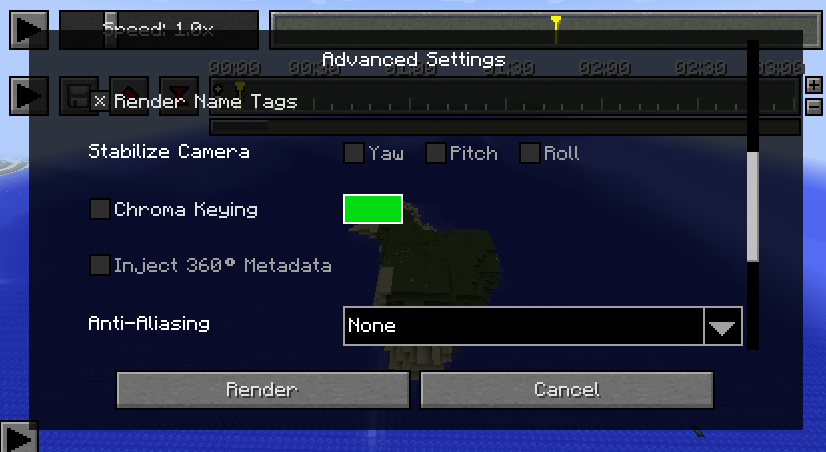 Speed: 1.0x
Advanced Settings
00:00 00:30 01:00 01:30 02:00 02:30 03:00
x Render Name Tags
Stabilize Camera Yaw Pitch Roll
Chroma Keying
Inject 360° Metadata
Anti-Aliasing None
Render Cancel